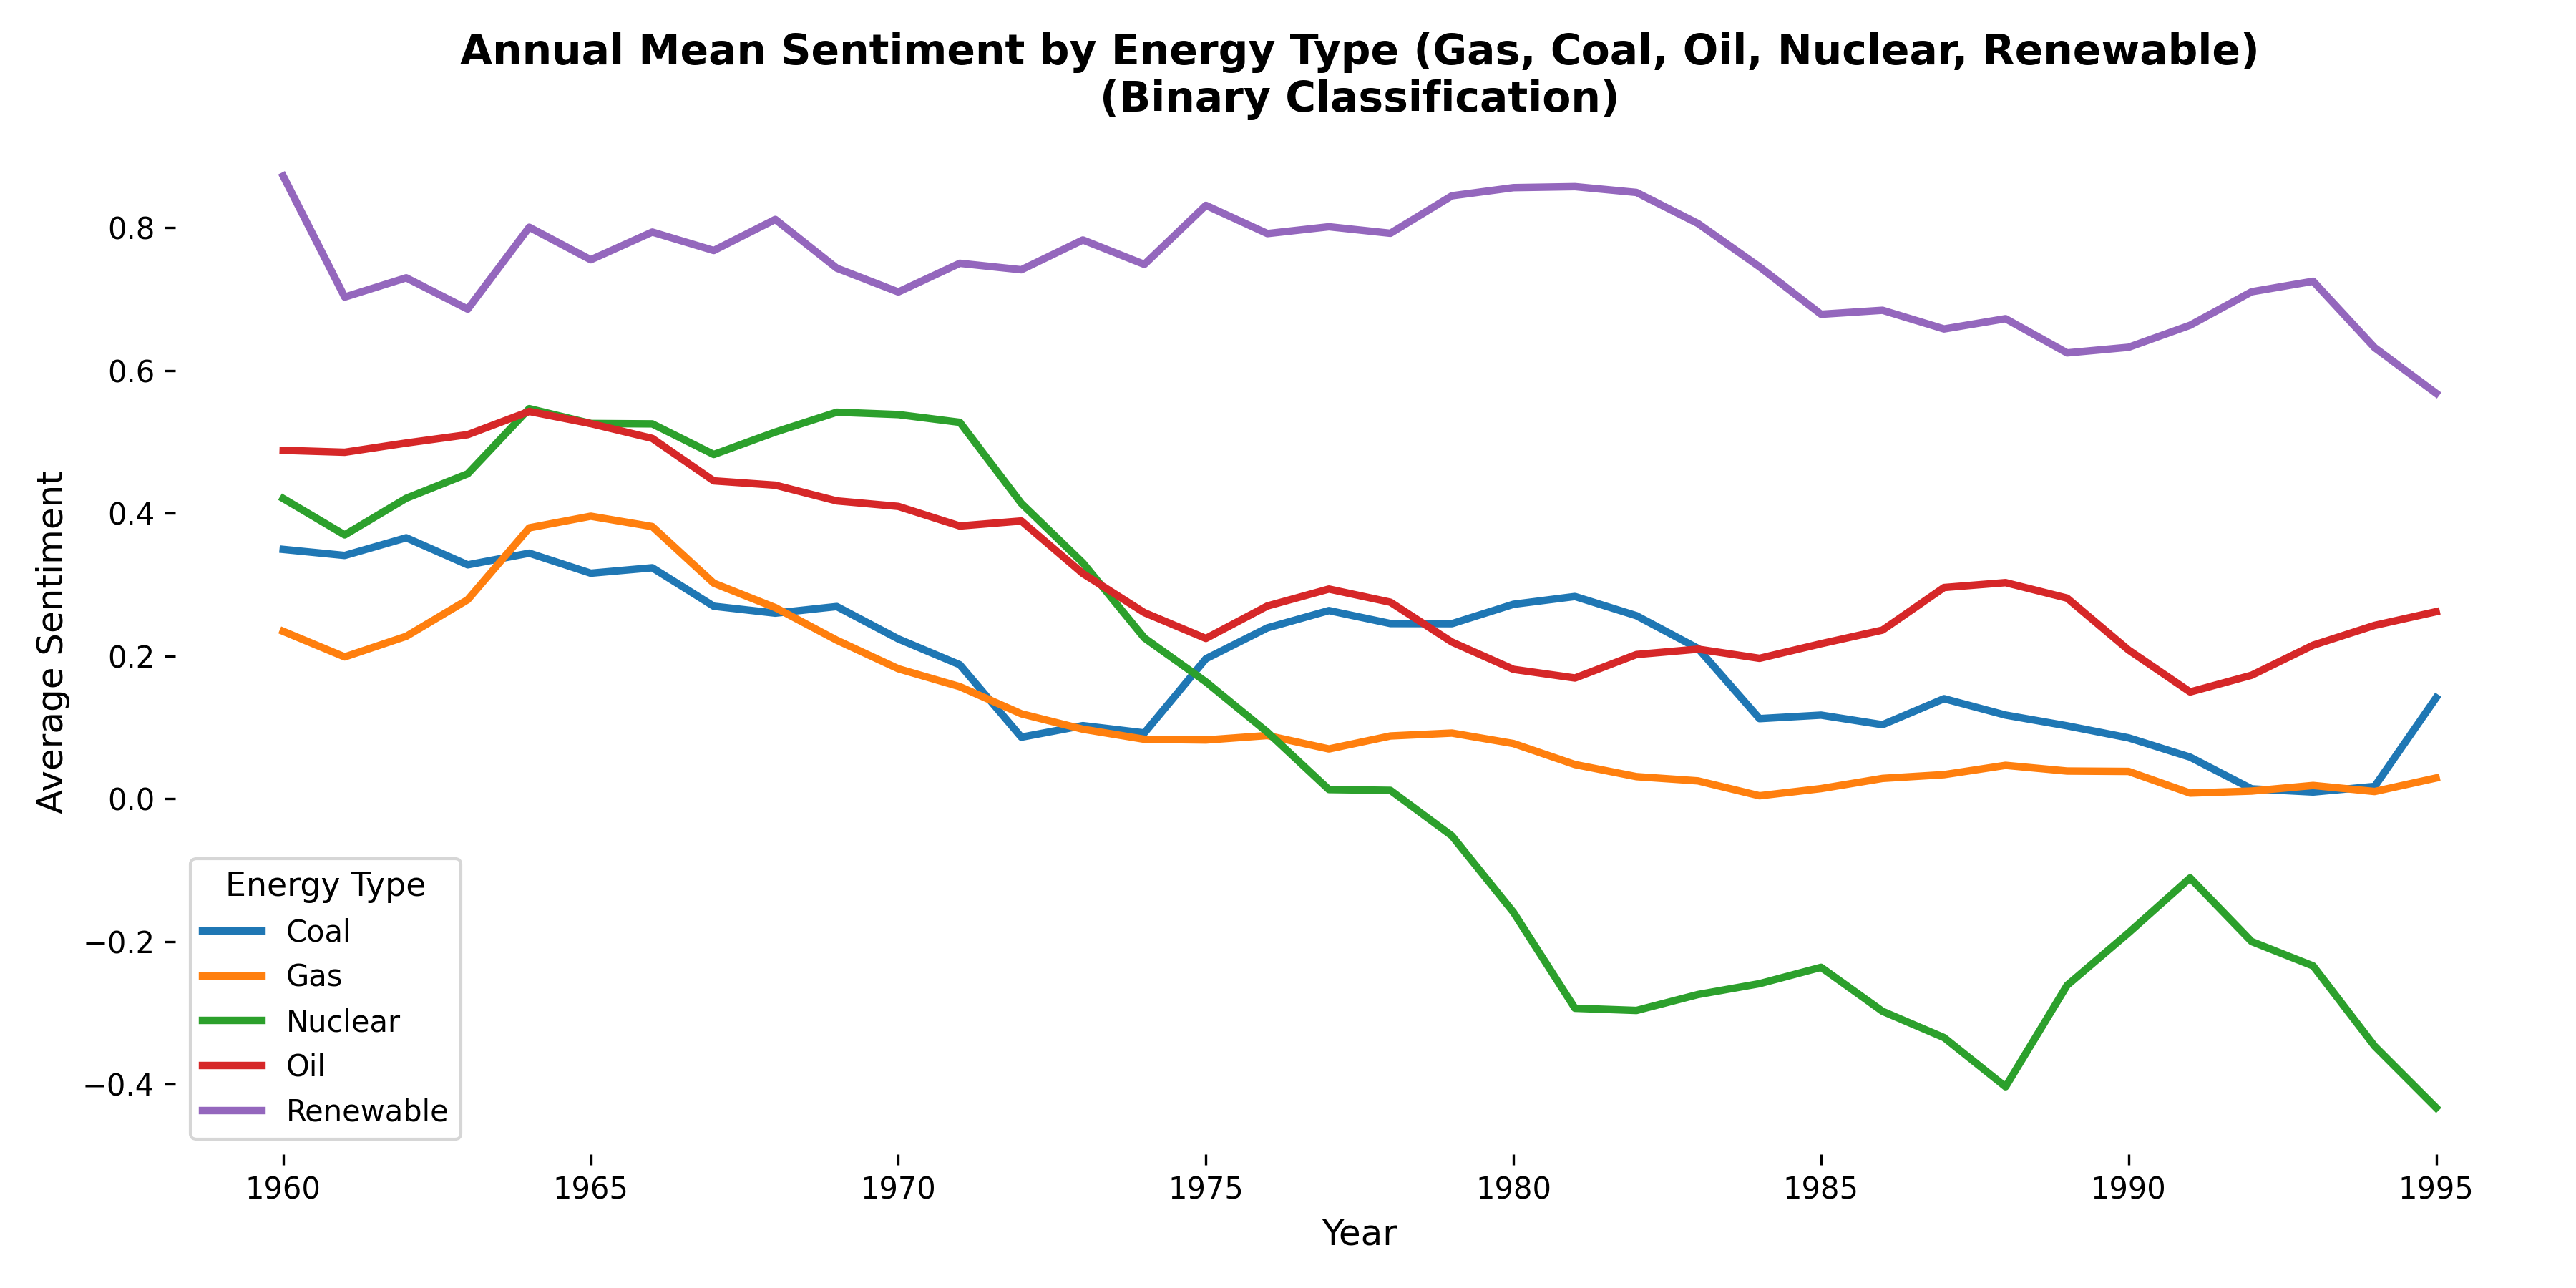 Annual Mean Sentiment by Energy Type (Gas, Coal, Oil, Nuclear, Renewable)
(Binary Classification)
Average Sentiment
0.8
0.6
0.4
0.2
0.0
−0.2
−0.4
Energy Type
Coal
Gas
Nuclear
Oil
Renewable
1960 1965 1970 1975 1980 1985 1990 1995
Year